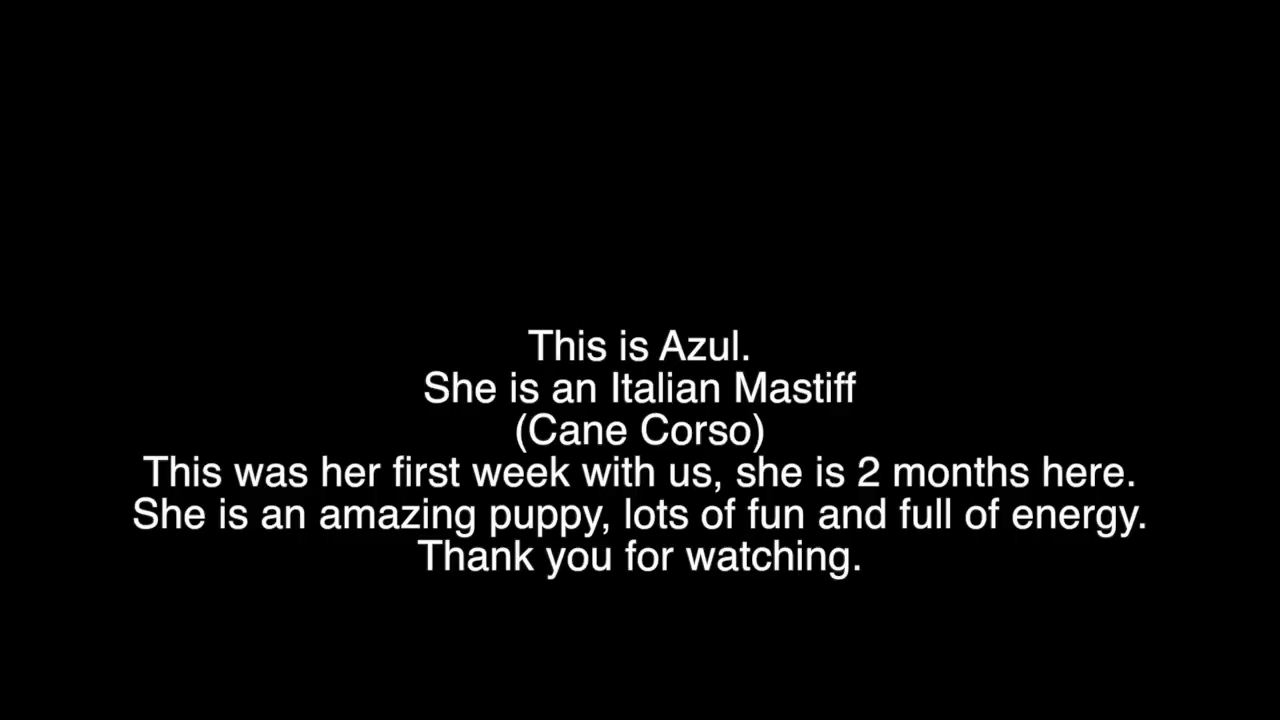 This is Azul.
She is an Italian Mastiff
(Cane Corso)
This was her first week with us, she is 2 months here.
She is an amazing puppy, lots of fun and full of energy.
Thank you for watching.